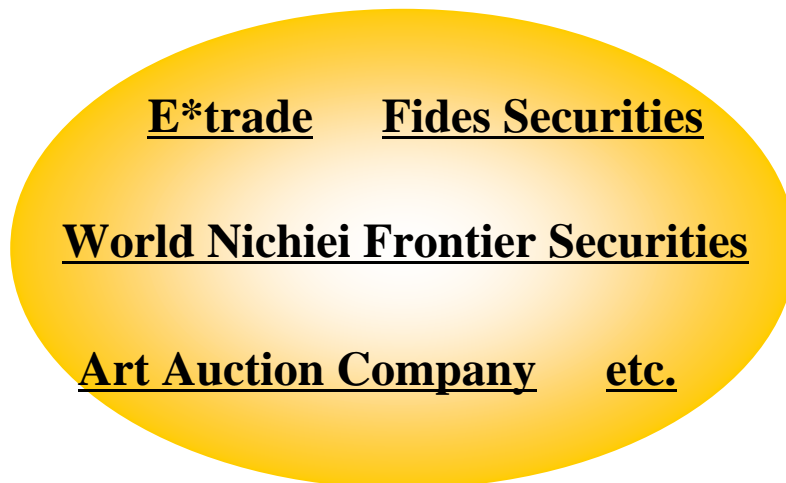 E*trade Fides Securities
World Nichiei Frontier Securities
Art Auction Company etc.